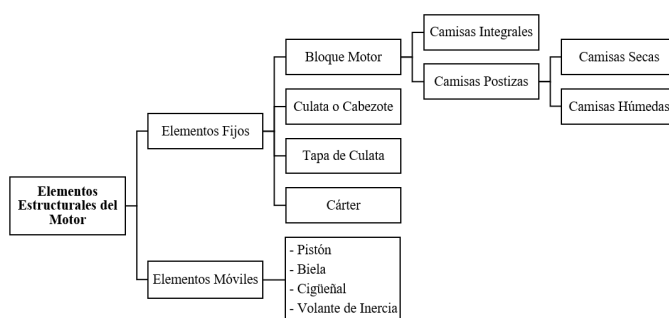 Elementos
Estructurales del
Motor
Elementos Fijos
Bloque Motor
Camisas Integrales
Camisas Postizas
Camisas Secas
Camisas Húmedas
Culata o Cabezote
Tapa de Culata
Cárter
Elementos Móviles
- Pistón
- Biela
- Cigüeñal
- Volante de Inercia